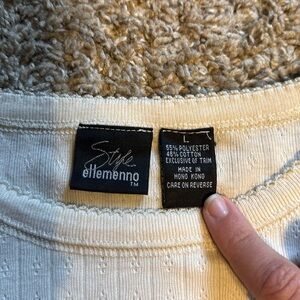 Style
ellemenno
TM
L
55% POLYESTER
45% COTTON
EXCLUSIVE OF TRIM
MADE IN
HONG KONG
CARE ON REVERSE